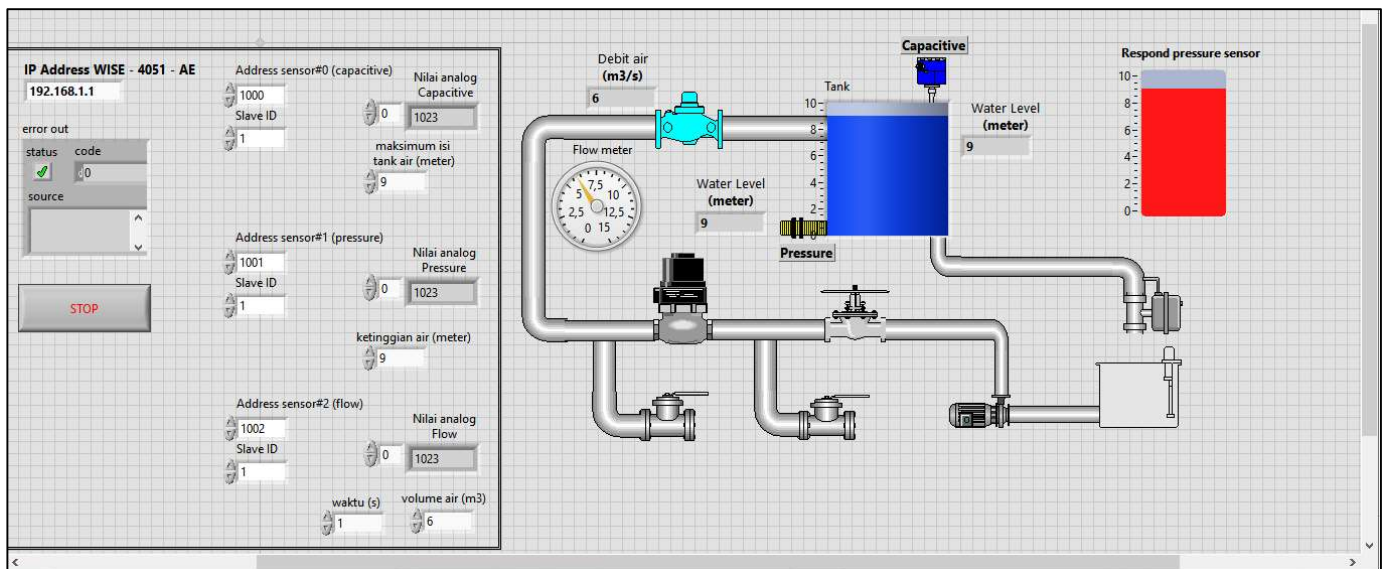 IP Address WISE - 4051 - AE
192.168.1.1
error out
status
code
0
source
STOP
Address sensor#0 (capacitive)
1000
Slave ID
1
Nilai analog
Capacitive
0
1023
maksimum isi
tank air (meter)
9
Address sensor#1 (pressure)
1001
Slave ID
1
Nilai analog
Pressure
0
1023
ketinggian air (meter)
9
Address sensor#2 (flow)
1002
Slave ID
1
Nilai analog
Flow
0
1023
waktu (s)
1
volume air (m3)
6
Debit air
(m3/s)
6
Flow meter
0
2,5
5
7,5
10
12,5
15
Water Level
(meter)
9
Pressure
Tank
10
8
6
4
2
0
Capacitive
Water Level
(meter)
9
Respond pressure sensor
10
8
6
4
2
0